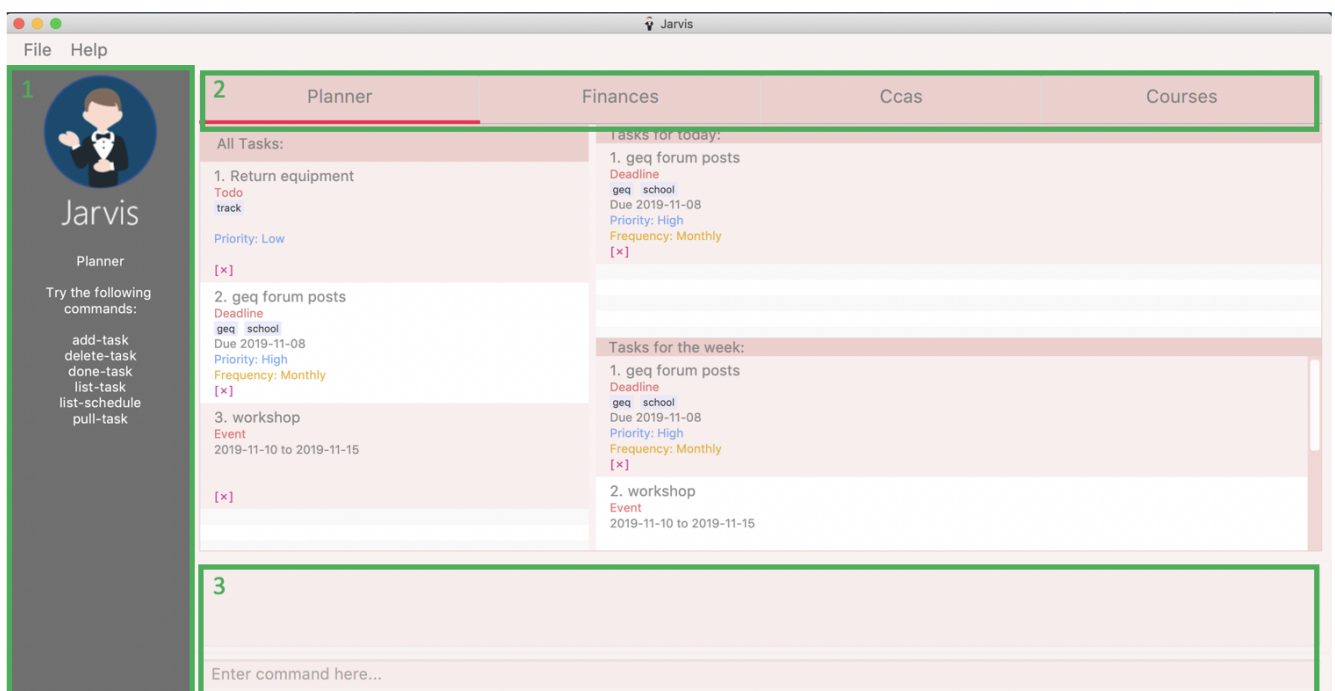 Jarvis
File Help
1
Jarvis
Planner
Try the following
commands:
add-task
delete-task
done-task
list-task
list-schedule
pull-task
2
Planner Finances Ccas Courses
All Tasks:
1. Return equipment
Todo
track
Priority: Low
[×]
2. geq forum posts
Deadline
geq school
Due 2019-11-08
Priority: High
Frequency: Monthly
[×]
3. workshop
Event
2019-11-10 to 2019-11-15
[×]
Tasks for today:
1. geq forum posts
Deadline
geq school
Due 2019-11-08
Priority: High
Frequency: Monthly
[×]
Tasks for the week:
1. geq forum posts
Deadline
geq school
Due 2019-11-08
Priority: High
Frequency: Monthly
[×]
2. workshop
Event
2019-11-10 to 2019-11-15
3
Enter command here...